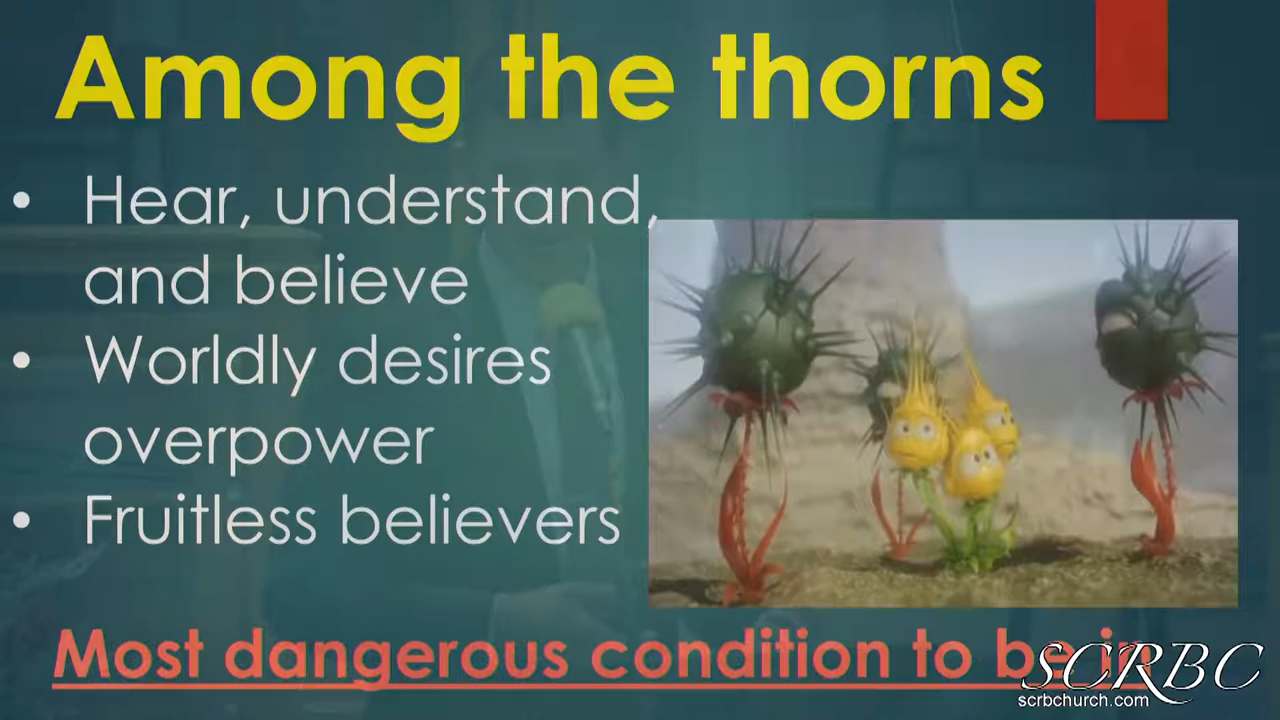 Among the thorns
• Hear, understand,
and believe
• Worldly desires
overpower
• Fruitless believers
Most dangerous condition to be in
SCRBC
scrbchurch.com